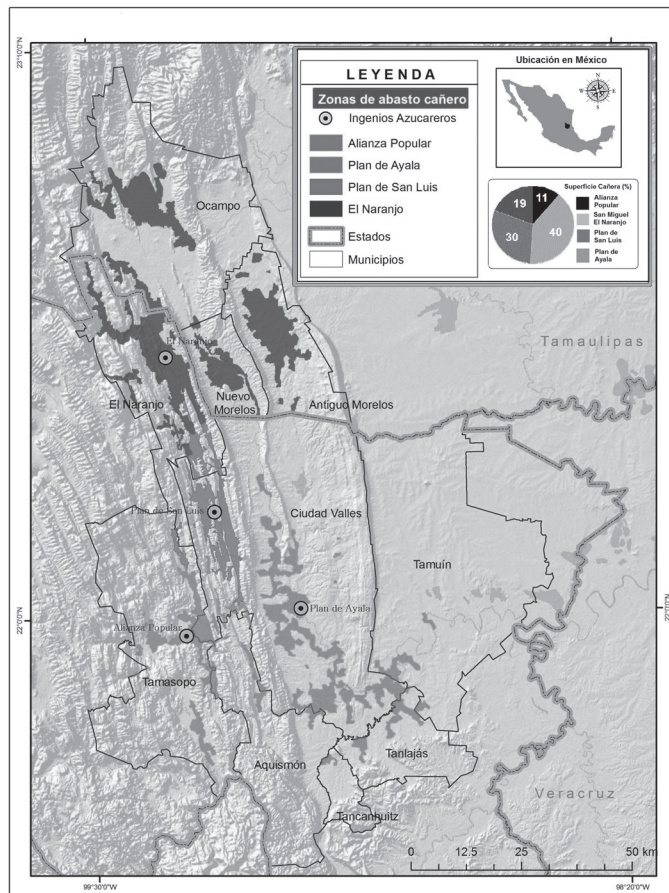 23°10'N
LEYENDA
Zonas de abasto cañero
Ingenios Azucareros
Alianza Popular
Plan de Ayala
Plan de San Luis
El Naranjo
Estados
Municipios
Ubicación en México
N
W
E
S
Superficie Cañera (%)
11
19
30
40
Alianza
Popular
San Miguel
El Naranjo
Plan de
San Luis
Plan de
Ayala
Ocampo
Tamaulipas
El Naranjo
El Naranjo
Nuevo
Morelos
Antiguo Morelos
Plan de San Luis
Ciudad Valles
Tamuín
Plan de Ayala
22°0'N
22°0'N
Alianza Popular
Tamasopo
Aquismón
Tanlajás
Tancanhuitz
Veracruz
0
12.5
25
50 km
99°30'0"W
98°20'0"W